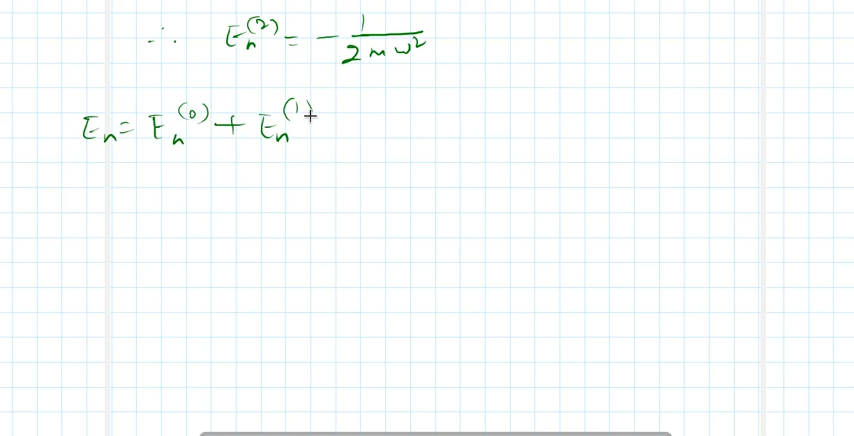 ∴ E_n^(2) = - 1/(2mω²)
E_n = E_n^(0) + E_n^(1)